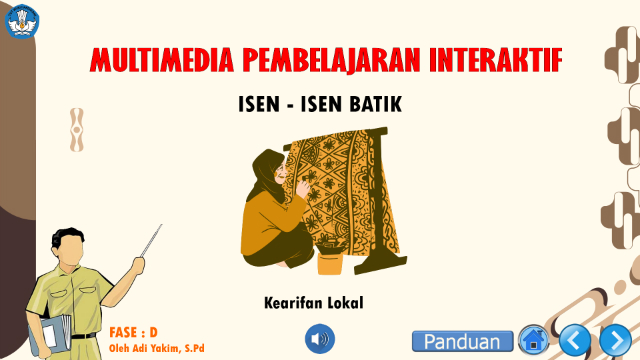 MULTIMEDIA PEMBELAJARAN INTERAKTIF
ISEN - ISEN BATIK
Kearifan Lokal
FASE : D
Oleh Adi Yakim, S.Pd
Panduan